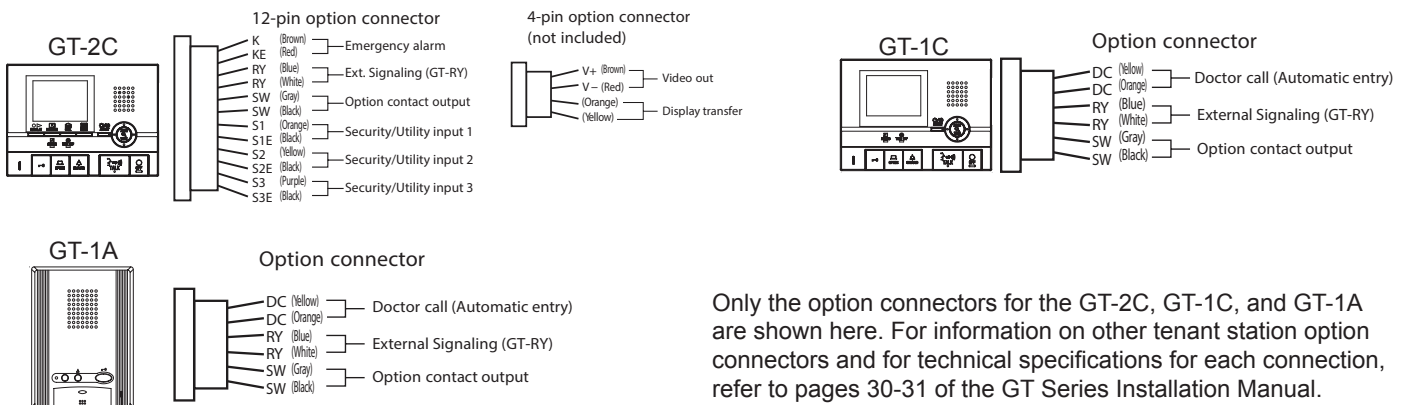 GT-2C
12-pin option connector
K (Brown)
KE (Red)
Emergency alarm
RY (Blue)
RY (White)
Ext. Signaling (GT-RY)
SW (Gray)
SW (Black)
Option contact output
S1 (Orange)
S1E (Black)
Security/Utility input 1
S2 (Yellow)
S2E (Black)
Security/Utility input 2
S3 (Purple)
S3E (Black)
Security/Utility input 3
4-pin option connector
(not included)
V+ (Brown)
V – (Red)
Video out
(Orange)
(Yellow)
Display transfer
GT-1C
Option connector
DC (Yellow)
DC (Orange)
Doctor call (Automatic entry)
RY (Blue)
RY (White)
External Signaling (GT-RY)
SW (Gray)
SW (Black)
Option contact output
GT-1A
Option connector
DC (Yellow)
DC (Orange)
Doctor call (Automatic entry)
RY (Blue)
RY (White)
External Signaling (GT-RY)
SW (Gray)
SW (Black)
Option contact output
Only the option connectors for the GT-2C, GT-1C, and GT-1A
are shown here. For information on other tenant station option
connectors and for technical specifications for each connection,
refer to pages 30-31 of the GT Series Installation Manual.